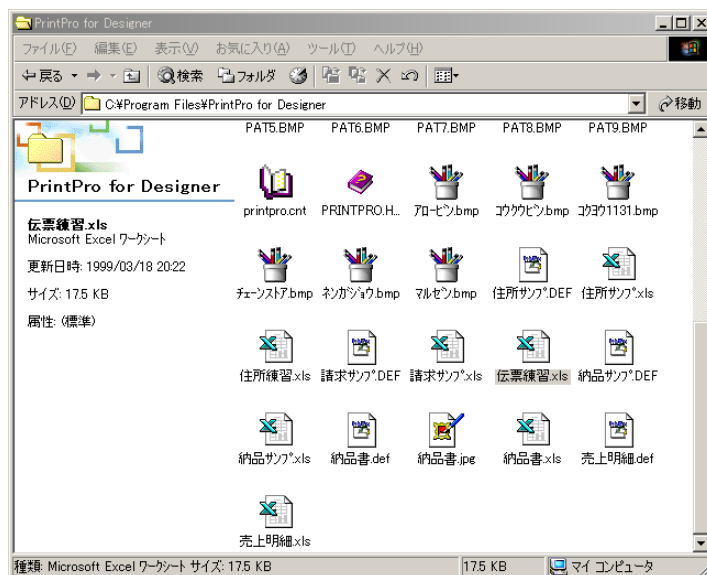 PrintPro for Designer
ファイル(F) 編集(E) 表示(V) お気に入り(A) ツール(T) ヘルプ(H)
戻る 検索 フォルダ
アドレス(D) C:¥Program Files¥PrintPro for Designer 移動
PrintPro for Designer
伝票練習.xls
Microsoft Excel ワークシート
更新日時: 1999/03/18 20:22
サイズ: 17.5 KB
属性: (標準)
PAT5.BMP PAT6.BMP PAT7.BMP PAT8.BMP PAT9.BMP
printpro.cnt PRINTPRO.H... アロービン.bmp コウクウビン.bmp コクヨウ1131.bmp
チェーンストア.bmp ネンガジョウ.bmp マルセン.bmp 住所サンプ.DEF 住所サンプ.xls
住所練習.xls 請求サンプ.DEF 請求サンプ.xls 伝票練習.xls 納品サンプ.DEF
納品サンプ.xls 納品書.def 納品書.jpg 納品書.xls 売上明細.def
売上明細.xls
種類: Microsoft Excel ワークシート サイズ: 17.5 KB 17.5 KB マイ コンピュータ